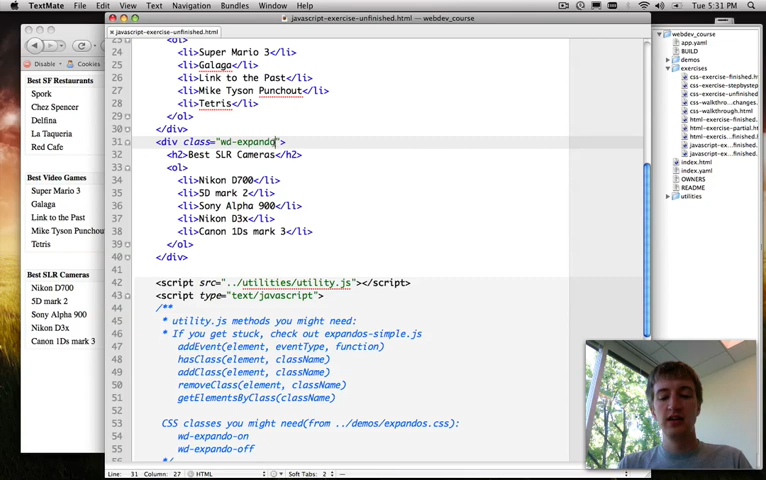 TextMate File Edit View Text Navigation Bundles Window Help Tue 5:31 PM
javascript-exercise-unfinished.html — webdev_course
javascript-exercise-unfinished.html
Disable Cookies
Best SF Restaurants
Spork
Chez Spencer
Delfina
La Taqueria
Red Cafe
Best Video Games
Super Mario 3
Galaga
Link to the Past
Mike Tyson Punchout
Tetris
Best SLR Cameras
Nikon D700
5D mark 2
Sony Alpha 900
Nikon D3x
Canon 1Ds mark 3
23 <ol>
24 <li>Super Mario 3</li>
25 <li>Galaga</li>
26 <li>Link to the Past</li>
27 <li>Mike Tyson Punchout</li>
28 <li>Tetris</li>
29 </ol>
30 </div>
31 <div class="wd-expando">
32 <h2>Best SLR Cameras</h2>
33 <ol>
34 <li>Nikon D700</li>
35 <li>5D mark 2</li>
36 <li>Sony Alpha 900</li>
37 <li>Nikon D3x</li>
38 <li>Canon 1Ds mark 3</li>
39 </ol>
40 </div>
41
42 <script src="../utilities/utility.js"></script>
43 <script type="text/javascript">
44 /**
45 * utility.js methods you might need:
46 * If you get stuck, check out expandos-simple.js
47 addEvent(element, eventType, function)
48 hasClass(element, className)
49 addClass(element, className)
50 removeClass(element, className)
51 getElementsByClass(className)
52
53 CSS classes you might need(from ../demos/expandos.css):
54 wd-expando-on
55 wd-expando-off
56 */
Line: 31 Column: 27 HTML Soft Tabs: 2 —
webdev_course
app.yaml
BUILD
demos
exercises
css-exercise-finished.h
css-exercise-stepbystep
css-exercise-unfinished
css-walkthro...changes.
css-walkthrough.html
html-exercis...finished.
html-exercise-partial.ht
html-exercis...finished.
javascript-e...finished.
javascript-e...finished.
index.html
index.yaml
OWNERS
README
utilities